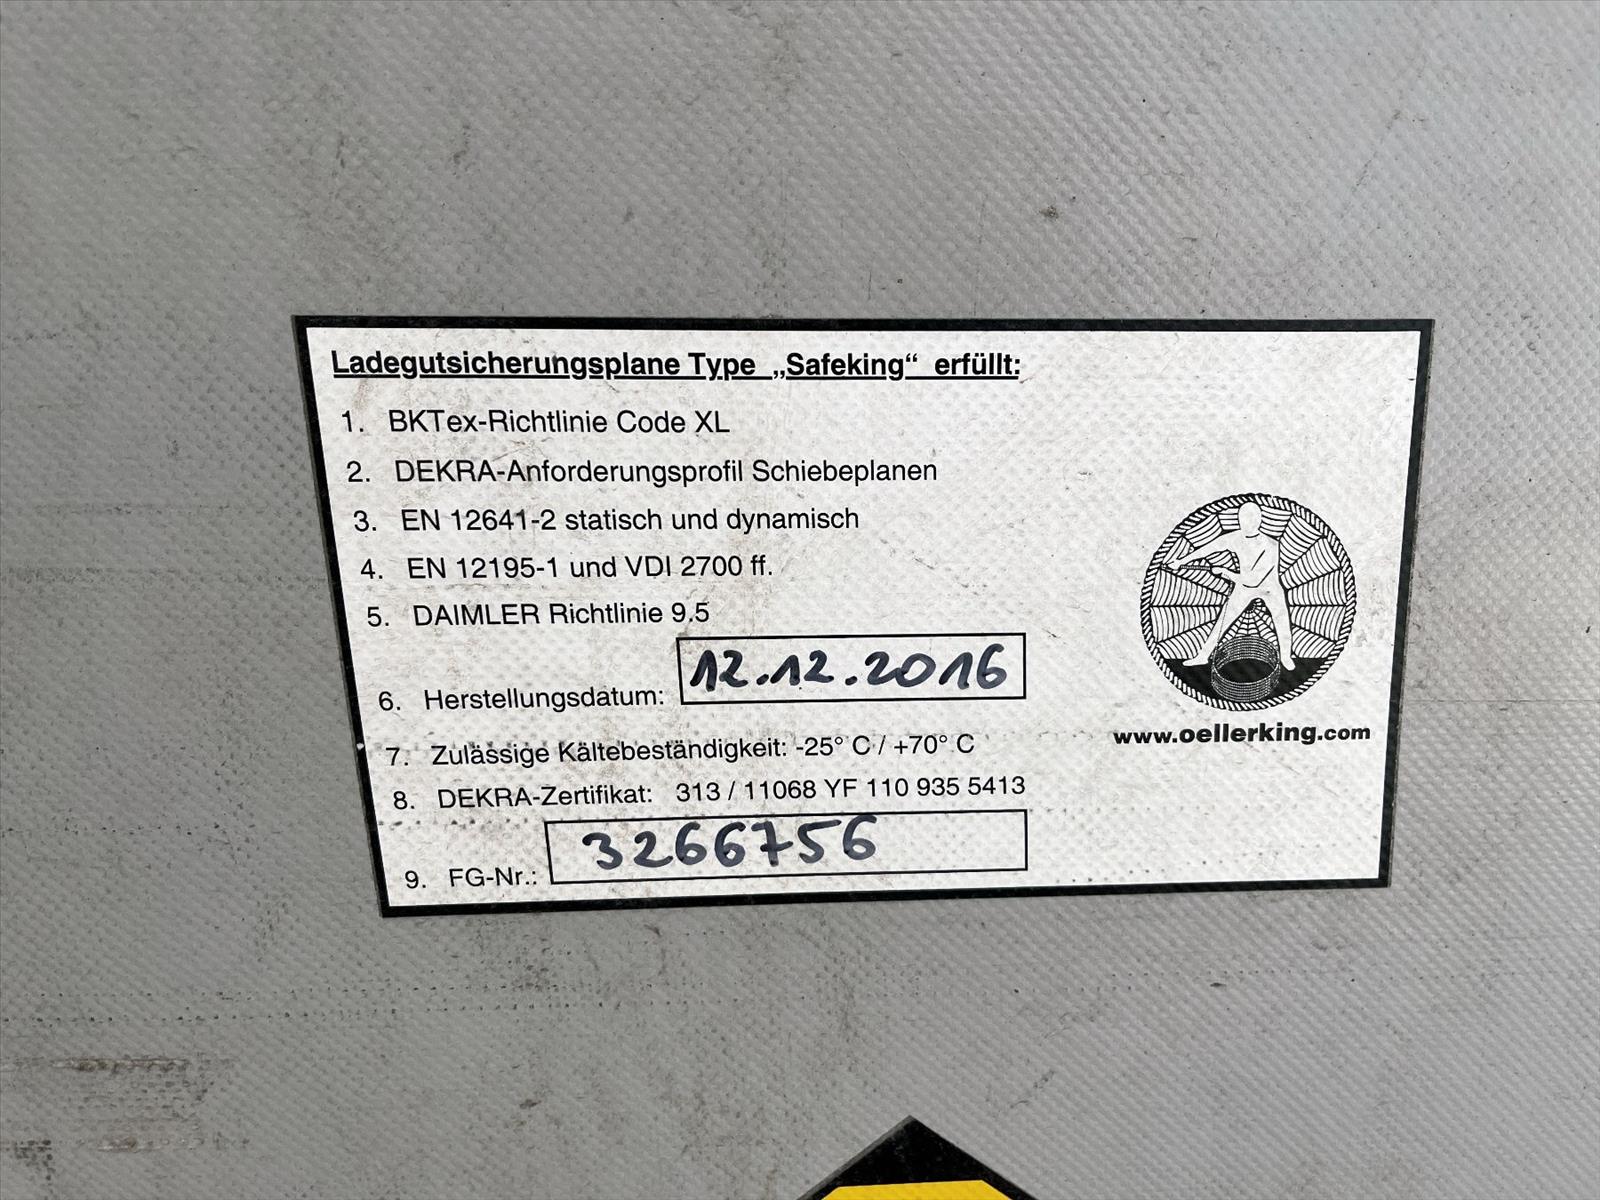 Ladegutsicherungsplane Type „Safeking“ erfüllt:
1. BKTex-Richtlinie Code XL
2. DEKRA-Anforderungsprofil Schiebeplanen
3. EN 12641-2 statisch und dynamisch
4. EN 12195-1 und VDI 2700 ff.
5. DAIMLER Richtlinie 9.5
6. Herstellungsdatum: 12.12.2016
7. Zulässige Kältebeständigkeit: -25° C / +70° C
8. DEKRA-Zertifikat: 313 / 11068 YF 110 935 5413
9. FG-Nr.: 3266756
www.oellerking.com